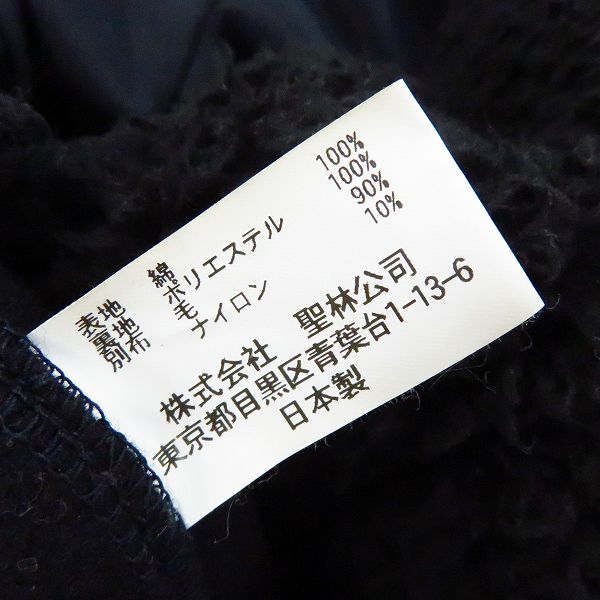 表地 綿 100%
裏地 ポリエステル 100%
別布 毛 90%
ナイロン 10%
株式会社 聖林公司
東京都目黒区青葉台1-13-6
日本製